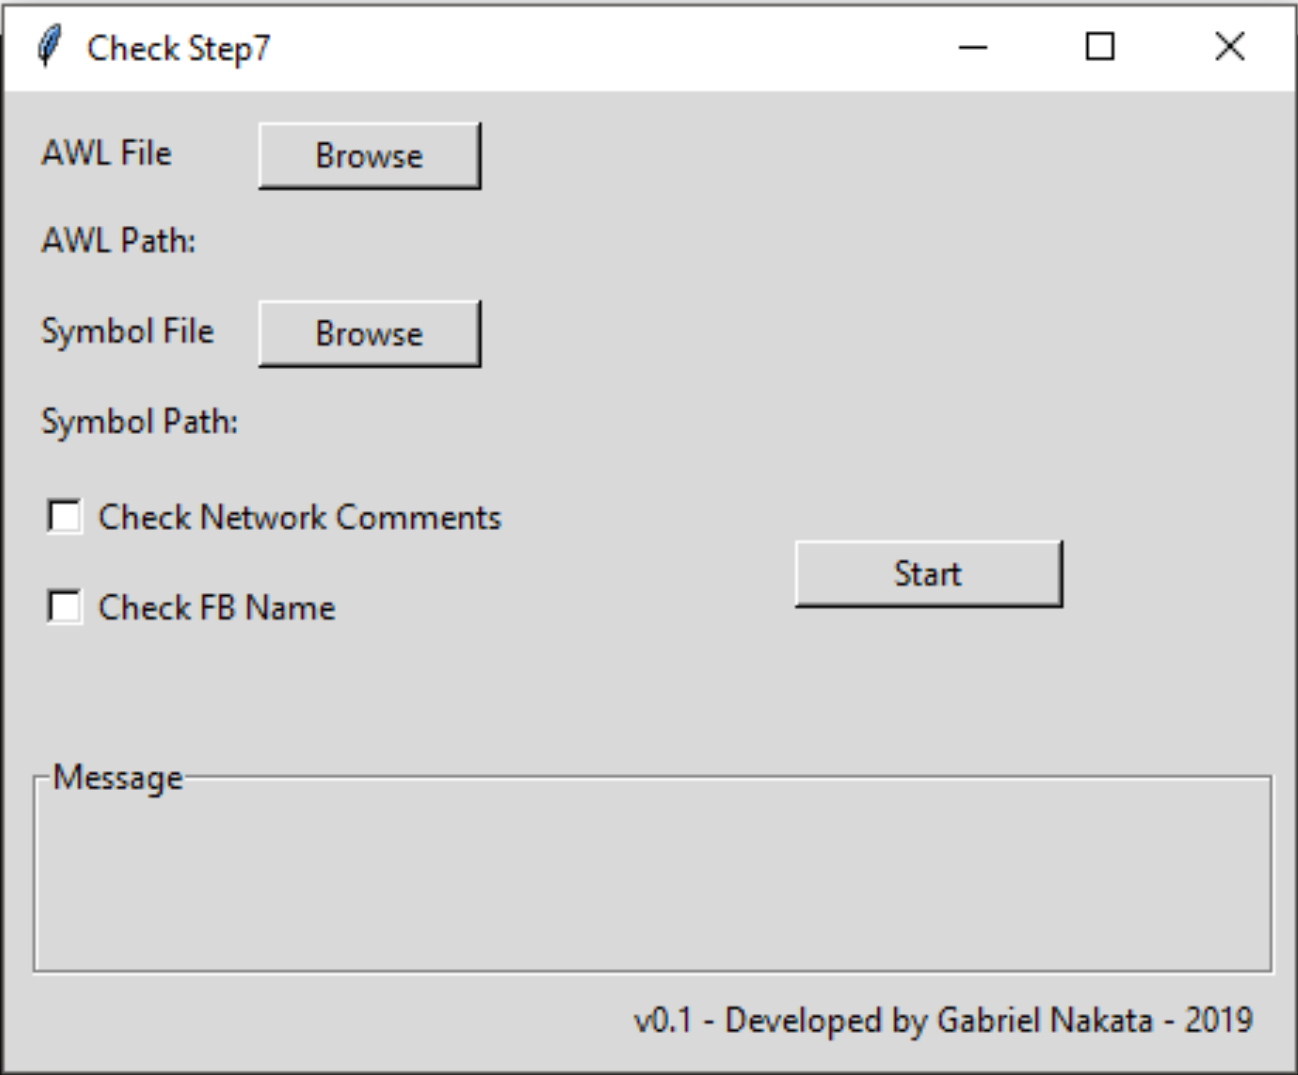 Check Step7
AWL File Browse
AWL Path:
Symbol File Browse
Symbol Path:
Check Network Comments
Start
Check FB Name
Message
v0.1 - Developed by Gabriel Nakata - 2019